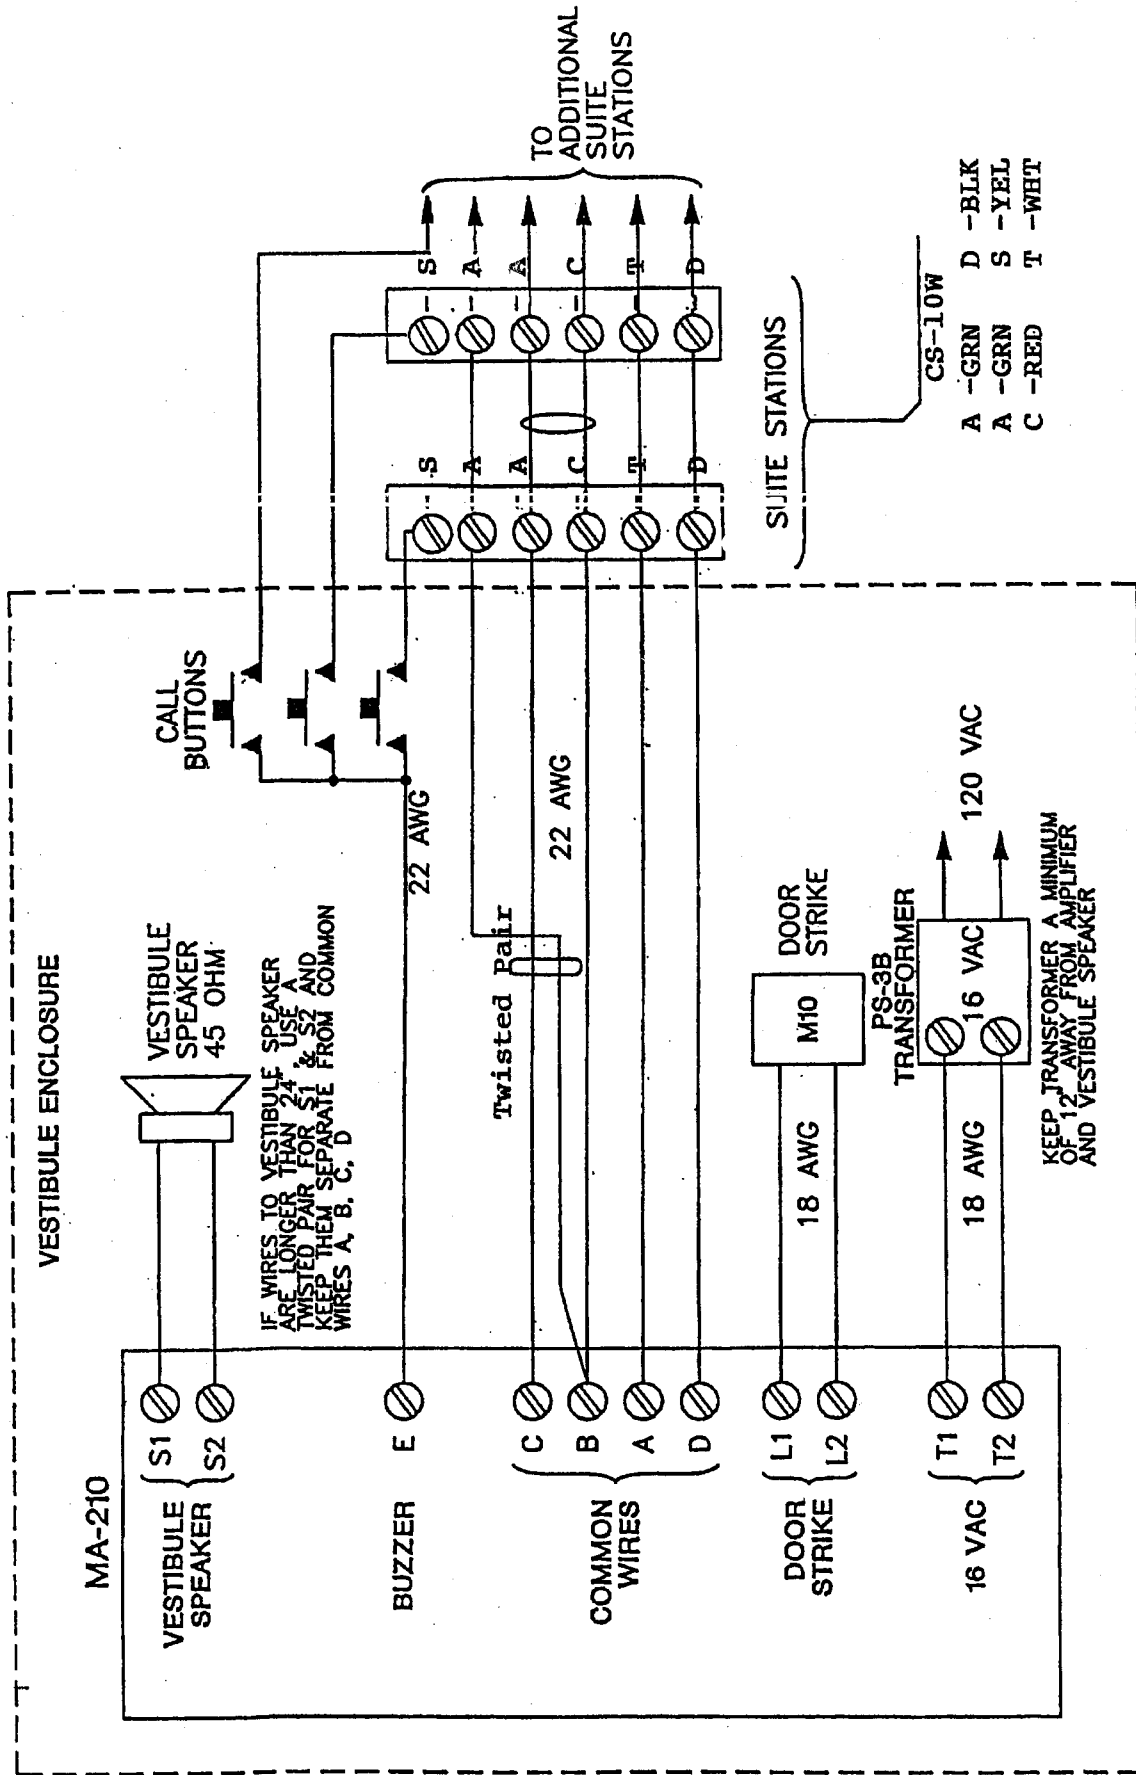 VESTIBULE ENCLOSURE
MA-210
VESTIBULE
SPEAKER
S1
S2
VESTIBULE
SPEAKER
45 OHM
IF WIRES TO VESTIBULE SPEAKER
ARE LONGER THAN 24", USE A
TWISTED PAIR FOR S1 & S2 AND
KEEP THEM SEPARATE FROM COMMON
WIRES A, B, C, D
BUZZER
E
22 AWG
CALL
BUTTONS
COMMON
WIRES
C
B
A
D
Twisted Pair
22 AWG
DOOR
STRIKE
L1
L2
18 AWG
M10
DOOR
STRIKE
16 VAC
T1
T2
18 AWG
PS-3B
TRANSFORMER
16 VAC
120 VAC
KEEP TRANSFORMER A MINIMUM
OF 12" AWAY FROM AMPLIFIER
AND VESTIBULE SPEAKER
S
A
A
C
T
D
S
A
A
C
T
D
TO
ADDITIONAL
SUITE
STATIONS
SUITE STATIONS
CS-10W
A -GRN D -BLK
A -GRN S -YEL
C -RED T -WHT